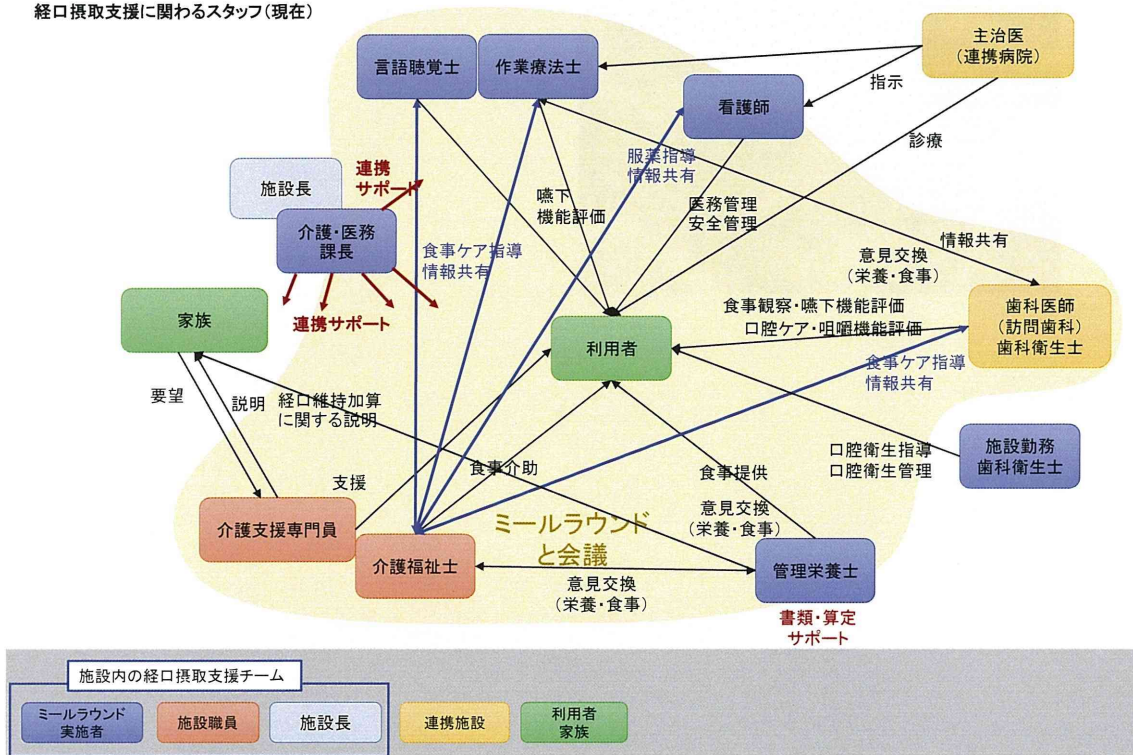 経口摂取支援に関わるスタッフ(現在)
言語聴覚士
作業療法士
看護師
主治医
(連携病院)
指示
診療
服薬指導
情報共有
連携
サポート
施設長
介護・医務
課長
嚥下
機能評価
医務管理
安全管理
食事ケア指導
情報共有
情報共有
意見交換
(栄養・食事)
連携サポート
家族
利用者
食事観察・嚥下機能評価
口腔ケア・咀嚼機能評価
歯科医師
(訪問歯科)
歯科衛生士
食事ケア指導
情報共有
要望
説明
経口維持加算
に関する説明
口腔衛生指導
口腔衛生管理
施設勤務
歯科衛生士
支援
食事介助
食事提供
意見交換
(栄養・食事)
介護支援専門員
介護福祉士
ミールラウンド
と会議
意見交換
(栄養・食事)
管理栄養士
書類・算定
サポート
施設内の経口摂取支援チーム
ミールラウンド
実施者
施設職員
施設長
連携施設
利用者
家族